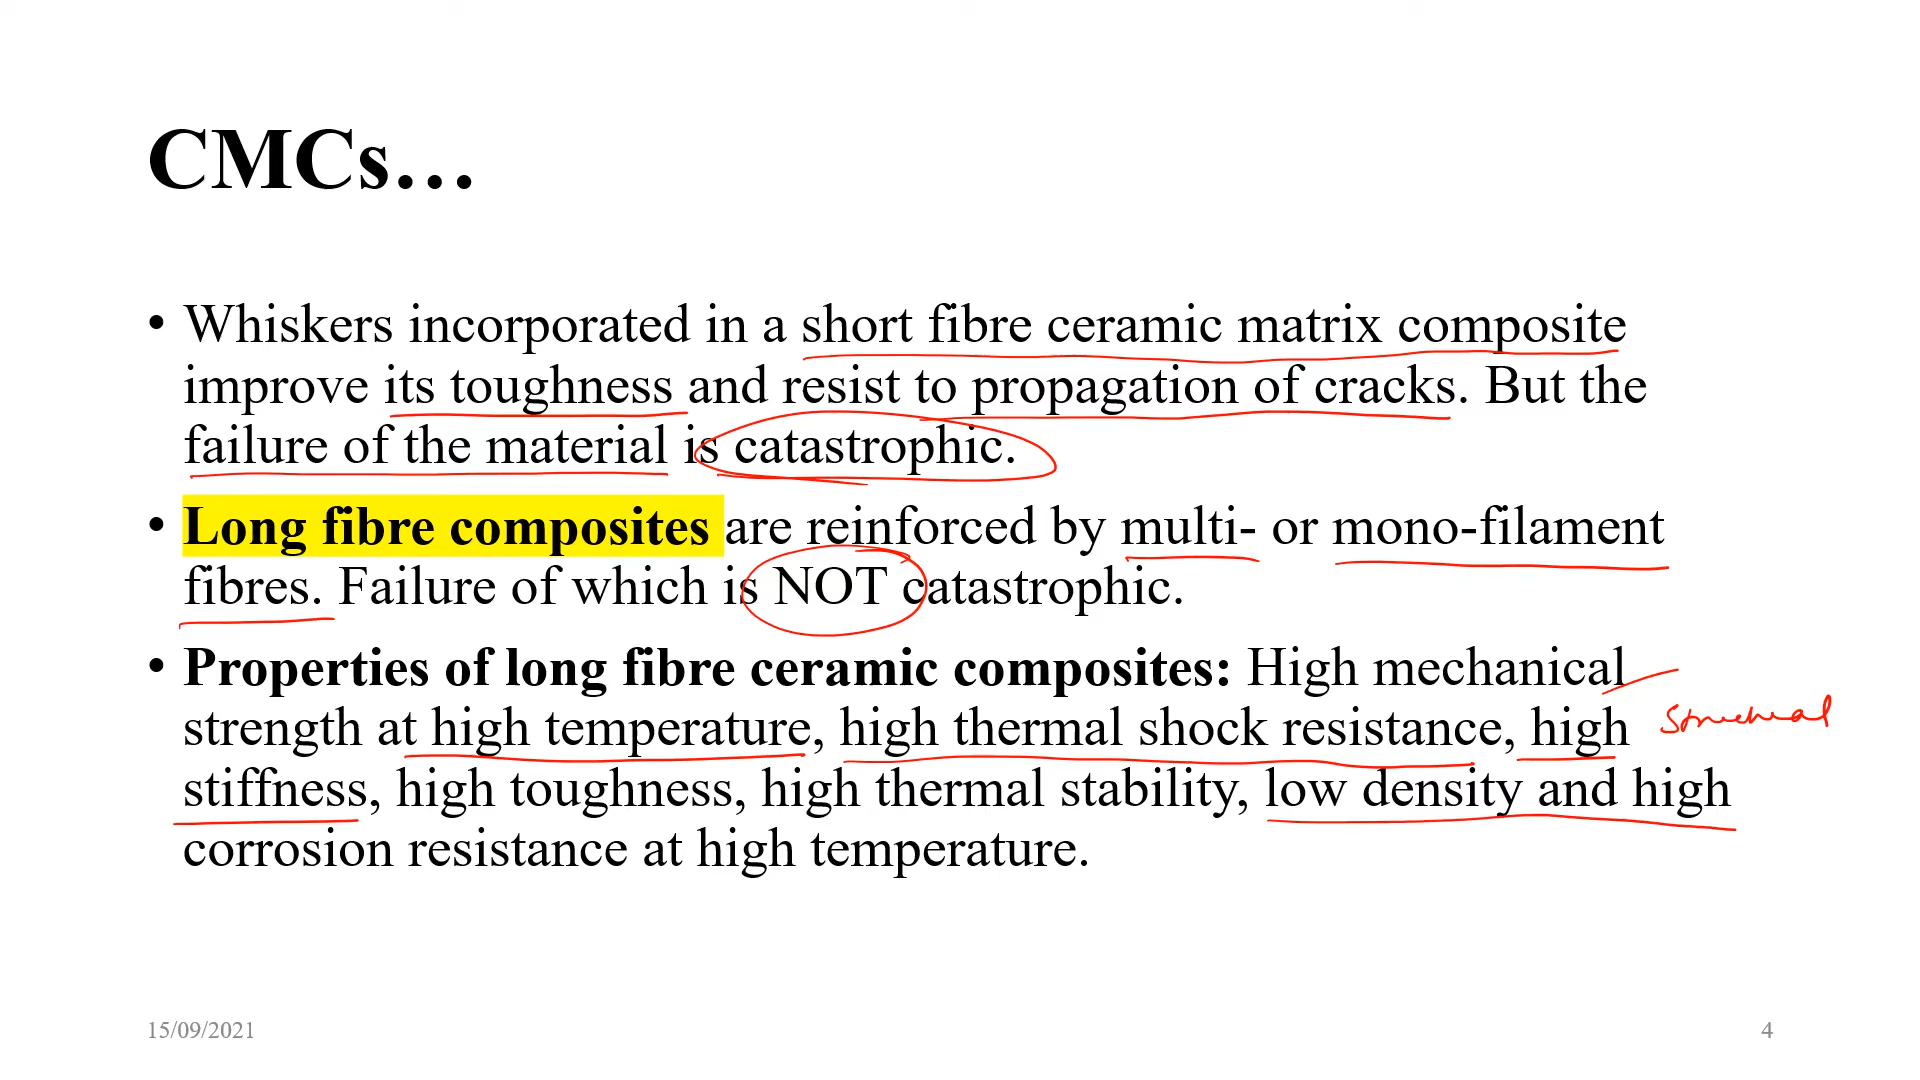 CMCs…
• Whiskers incorporated in a short fibre ceramic matrix composite
improve its toughness and resist to propagation of cracks. But the
failure of the material is catastrophic.
• Long fibre composites are reinforced by multi- or mono-filament
fibres. Failure of which is NOT catastrophic.
• Properties of long fibre ceramic composites: High mechanical
strength at high temperature, high thermal shock resistance, high
structural
stiffness, high toughness, high thermal stability, low density and high
corrosion resistance at high temperature.
15/09/2021
4